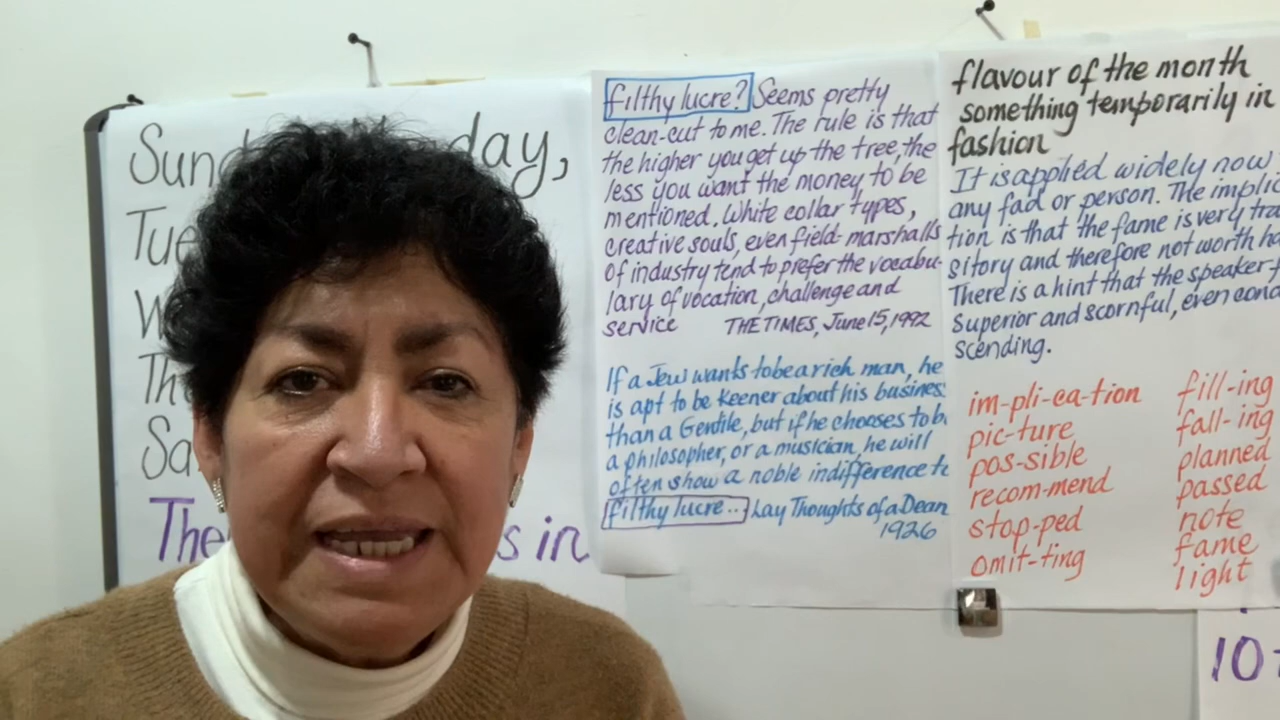 Sund day,
Tue
W
Th
Sa
The s in
filthy lucre? Seems pretty
clean-cut to me. The rule is that
the higher you get up the tree, the
less you want the money to be
mentioned. White collar types,
creative souls, even field-marshalls
of industry tend to prefer the vocabu-
lary of vocation, challenge and
service THE TIMES, June 15, 1992
If a Jew wants to be a rich man, he
is apt to be keener about his busines
than a Gentile, but if he chooses to b
a philosopher, or a musician, he will
often show a noble indifference to
filthy lucre... Lay Thoughts of a Dean
1926
flavour of the month
something temporarily in
fashion
It is applied widely now
any fad or person. The implic
tion is that the fame is very tra
sitory and therefore not worth ha
There is a hint that the speaker f
superior and scornful, even cond
scending.
im-pli-ca-tion
pic-ture
pos-sible
recom-mend
stop-ped
omit-ting
fill-ing
fall-ing
planned
passed
note
fame
light
10